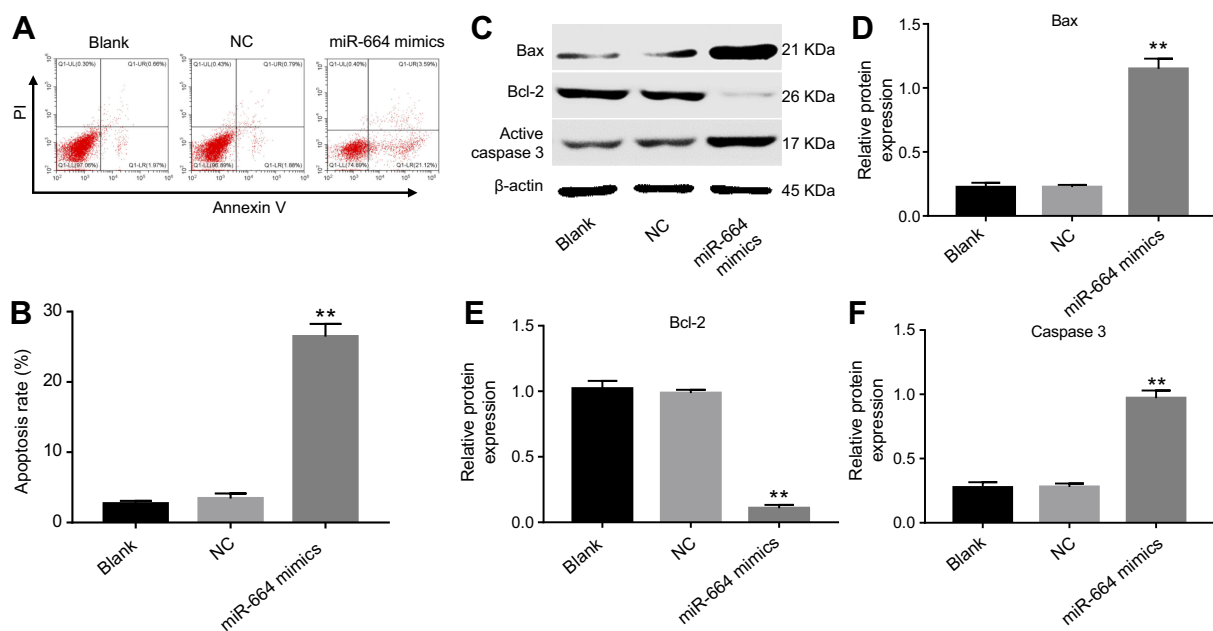 A
Blank
NC
miR-664 mimics
Q1-UL(0.30%) Q1-UR(0.66%)
Q1-UL(0.43%) Q1-UR(0.79%)
Q1-UL(0.40%) Q1-UR(3.59%)
PI
Q1-LL(97.06%) Q1-LR(1.97%)
Q1-LL(96.89%) Q1-LR(1.88%)
Q1-LL(74.89%) Q1-LR(21.12%)
Annexin V
B
Apoptosis rate (%)
30
20
10
0
**
Blank
NC
miR-664 mimics
C
Bax
21 KDa
Bcl-2
26 KDa
Active
caspase 3
17 KDa
β-actin
45 KDa
Blank
NC
miR-664
mimics
D
Bax
Relative protein
expression
1.5
1.0
0.5
0.0
**
Blank
NC
miR-664 mimics
E
Bcl-2
Relative protein
expression
1.5
1.0
0.5
0.0
**
Blank
NC
miR-664 mimics
F
Caspase 3
Relative protein
expression
1.5
1.0
0.5
0.0
**
Blank
NC
miR-664 mimics